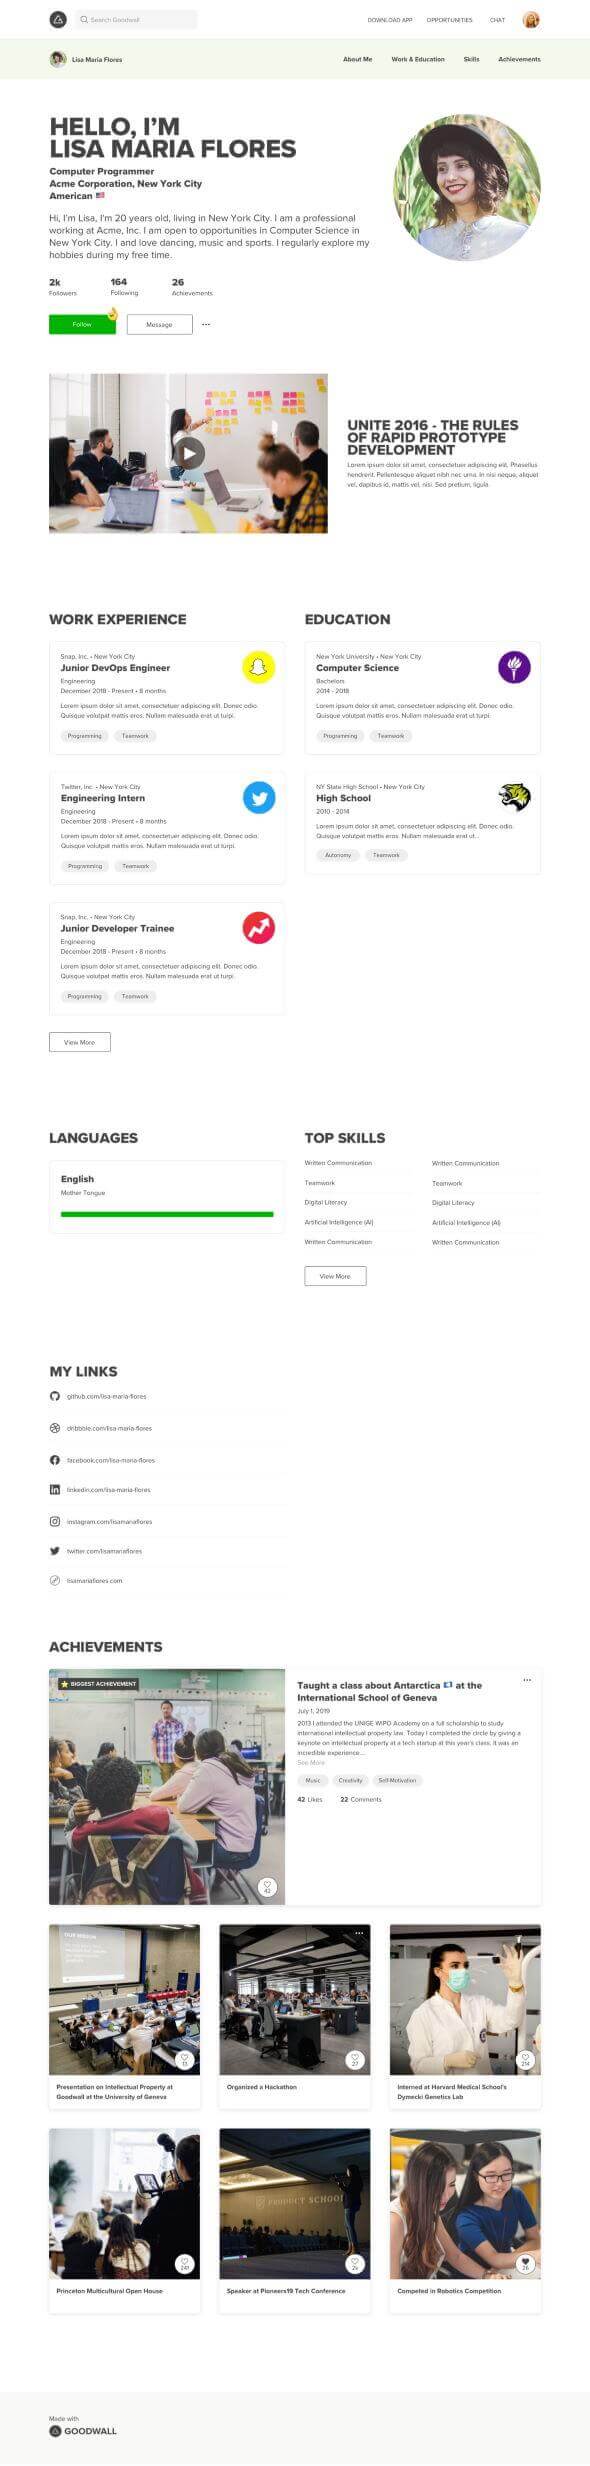 Search Goodwall
DOWNLOAD APP OPPORTUNITIES CHAT
Lisa Maria Flores
About Me Work & Education Skills Achievements
HELLO, I'M
LISA MARIA FLORES
Computer Programmer
Acme Corporation, New York City
American
Hi, I'm Lisa, I'm 20 years old, living in New York City. I am a professional
working at Acme, Inc. I am open to opportunities in Computer Science in
New York City. I and love dancing, music and sports. I regularly explore my
hobbies during my free time.
2k 164 26
Followers Following Achievements
Follow Message
UNITE 2016 - THE RULES
OF RAPID PROTOTYPE
DEVELOPMENT
Lorem ipsum dolor sit amet, consectetuer adipiscing elit. Phasellus
hendrerit. Pellentesque aliquet nibh nec urna. In nisi neque, aliquet
vel, dapibus id, mattis vel, nisi. Sed pretium, ligula
WORK EXPERIENCE
Snap, Inc. • New York City
Junior DevOps Engineer
Engineering
December 2018 - Present • 8 months
Lorem ipsum dolor sit amet, consectetuer adipiscing elit. Donec odio.
Quisque volutpat mattis eros. Nullam malesuada erat ut turpi.
Programming Teamwork
Twitter, Inc. • New York City
Engineering Intern
Engineering
December 2018 - Present • 8 months
Lorem ipsum dolor sit amet, consectetuer adipiscing elit. Donec odio.
Quisque volutpat mattis eros. Nullam malesuada erat ut turpi.
Programming Teamwork
Snap, Inc. • New York City
Junior Developer Trainee
Engineering
December 2018 - Present • 8 months
Lorem ipsum dolor sit amet, consectetuer adipiscing elit. Donec odio.
Quisque volutpat mattis eros. Nullam malesuada erat ut turpi.
Programming Teamwork
View More
EDUCATION
New York University • New York City
Computer Science
Bachelors
2014 - 2018
Lorem ipsum dolor sit amet, consectetuer adipiscing elit. Donec odio.
Quisque volutpat mattis eros. Nullam malesuada erat ut turpi.
Programming Teamwork
NY State High School • New York City
High School
2010 - 2014
Lorem ipsum dolor sit amet, consectetuer adipiscing elit. Donec odio.
Quisque volutpat mattis eros. Nullam malesuada erat ut...
Autonomy Teamwork
LANGUAGES
English
Mother Tongue
TOP SKILLS
Written Communication Written Communication
Teamwork Teamwork
Digital Literacy Digital Literacy
Artificial Intelligence (AI) Artificial Intelligence (AI)
Written Communication Written Communication
View More
MY LINKS
github.com/lisa-maria-flores
dribbble.com/lisa-maria-flores
facebook.com/lisa-maria-flores
linkedin.com/lisa-maria-flores
instagram.com/lisamariaflores
twitter.com/lisamariaflores
lisamariaflores.com
ACHIEVEMENTS
BIGGEST ACHIEVEMENT
42
Taught a class about Antarctica at the
International School of Geneva
July 1, 2019
2013 I attended the UNIGE WIPO Academy on a full scholarship to study
international intellectual property law. Today I completed the circle by giving a
keynote on intellectual property at a tech startup at this year's class. It was an
incredible experience...
See More
Music Creativity Self-Motivation
42 Likes 22 Comments
OUR MISSION
13
Presentation on Intellectual Property at
Goodwall at the University of Geneva
27
Organized a Hackathon
214
Interned at Harvard Medical School's
Dymecki Genetics Lab
241
Princeton Multicultural Open House
PRODUCT SCHOOL
2k
Speaker at Pioneers19 Tech Conference
26
Competed in Robotics Competition
Made with
GOODWALL